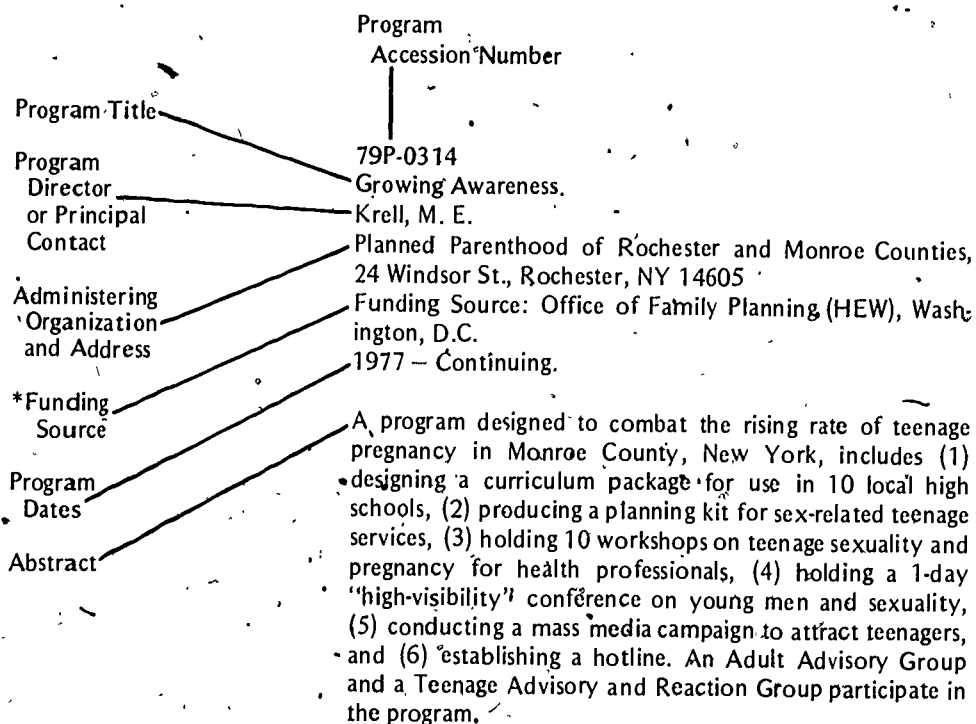 Program
Accession Number
Program Title
79P-0314
Growing Awareness.
Program
Director
or Principal
Contact
Krell, M. E.
Planned Parenthood of Rochester and Monroe Counties,
24 Windsor St., Rochester, NY 14605
Administering
Organization
and Address
Funding Source: Office of Family Planning (HEW), Wash-
ington, D.C.
1977 — Continuing.
*Funding
Source
Program
Dates
Abstract
A program designed to combat the rising rate of teenage
pregnancy in Monroe County, New York, includes (1)
designing a curriculum package for use in 10 local high
schools, (2) producing a planning kit for sex-related teenage
services, (3) holding 10 workshops on teenage sexuality and
pregnancy for health professionals, (4) holding a 1-day
"high-visibility" conference on young men and sexuality,
(5) conducting a mass media campaign to attract teenagers,
and (6) establishing a hotline. An Adult Advisory Group
and a Teenage Advisory and Reaction Group participate in
the program.